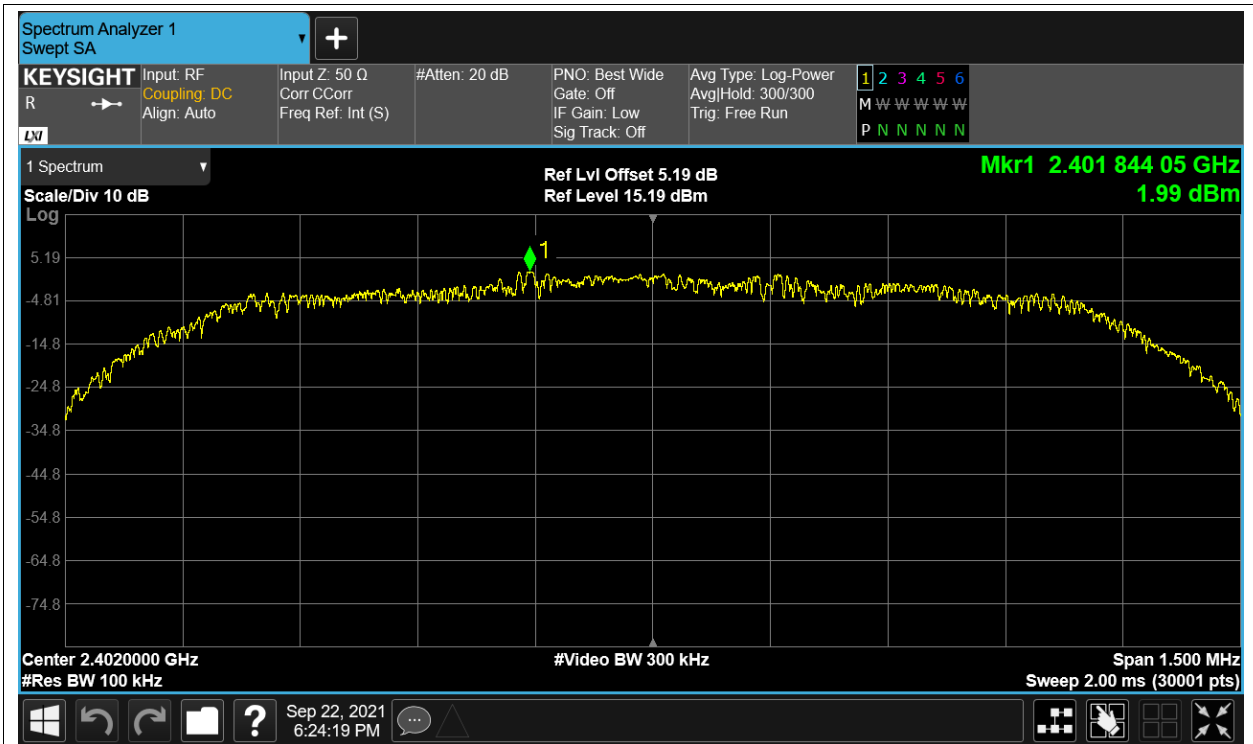 Spectrum Analyzer 1
Swept SA
+
KEYSIGHT
R
LXI
Input: RF
Coupling: DC
Align: Auto
Input Z: 50 Ω
Corr CCorr
Freq Ref: Int (S)
#Atten: 20 dB
PNO: Best Wide
Gate: Off
IF Gain: Low
Sig Track: Off
Avg Type: Log-Power
Avg|Hold: 300/300
Trig: Free Run
1 2 3 4 5 6
M W W W W W W
P N N N N N N
1 Spectrum
Scale/Div 10 dB
Log
Ref Lvl Offset 5.19 dB
Ref Level 15.19 dBm
Mkr1 2.401 844 05 GHz
1.99 dBm
1
5.19
-4.81
-14.8
-24.8
-34.8
-44.8
-54.8
-64.8
-74.8
Center 2.4020000 GHz
#Res BW 100 kHz
#Video BW 300 kHz
Span 1.500 MHz
Sweep 2.00 ms (30001 pts)
?
Sep 22, 2021
6:24:19 PM